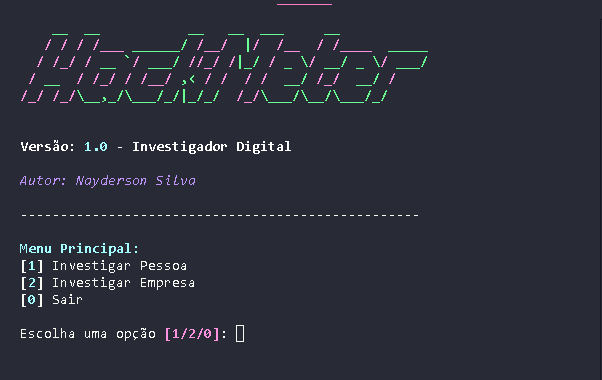 HackMeter
Versão: 1.0 - Investigador Digital
Autor: Nayderson Silva
--------------------------------------------------
Menu Principal:
[1] Investigar Pessoa
[2] Investigar Empresa
[0] Sair
Escolha uma opção [1/2/0]: